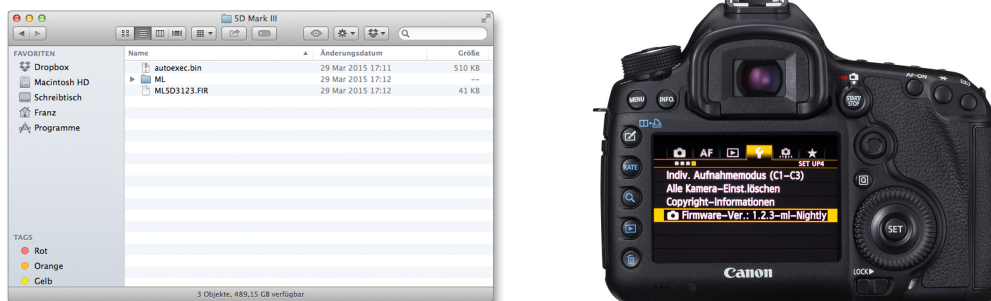 5D Mark III
FAVORITEN
Dropbox
Macintosh HD
Schreibtisch
Franz
Programme
TAGS
Rot
Orange
Gelb
Name Änderungsdatum Größe
autoexec.bin 29 Mar 2015 17:11 510 KB
ML 29 Mar 2015 17:12 --
ML5D3123.FIR 29 Mar 2015 17:12 41 KB
3 Objekte, 489,15 GB verfügbar
MENU INFO.
AF-ON
START/
STOP
RATE
AF
SET UP4
Indiv. Aufnahmemodus (C1-C3)
Alle Kamera-Einst.löschen
Copyright-Informationen
Firmware-Ver.: 1.2.3-ml-Nightly
Q
SET
LOCK
Canon